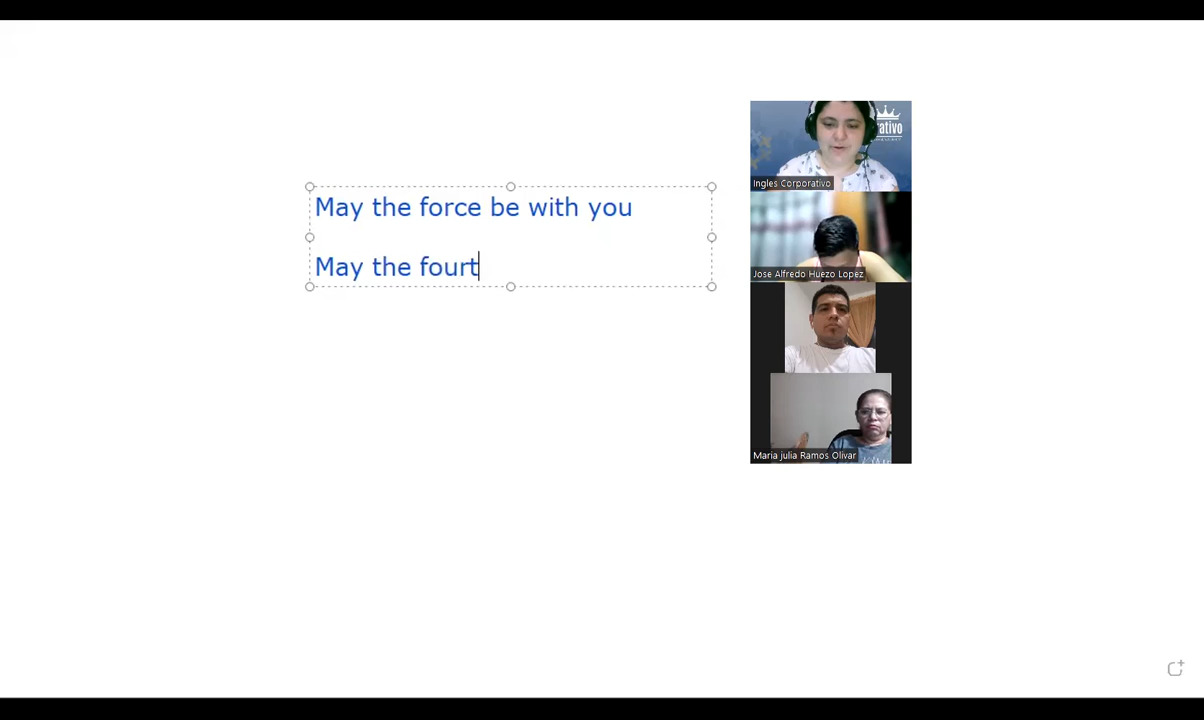 May the force be with you
May the fourt
rativo
Ingles Corporativo
Jose Alfredo Huezo Lopez
Maria julia Ramos Olivar